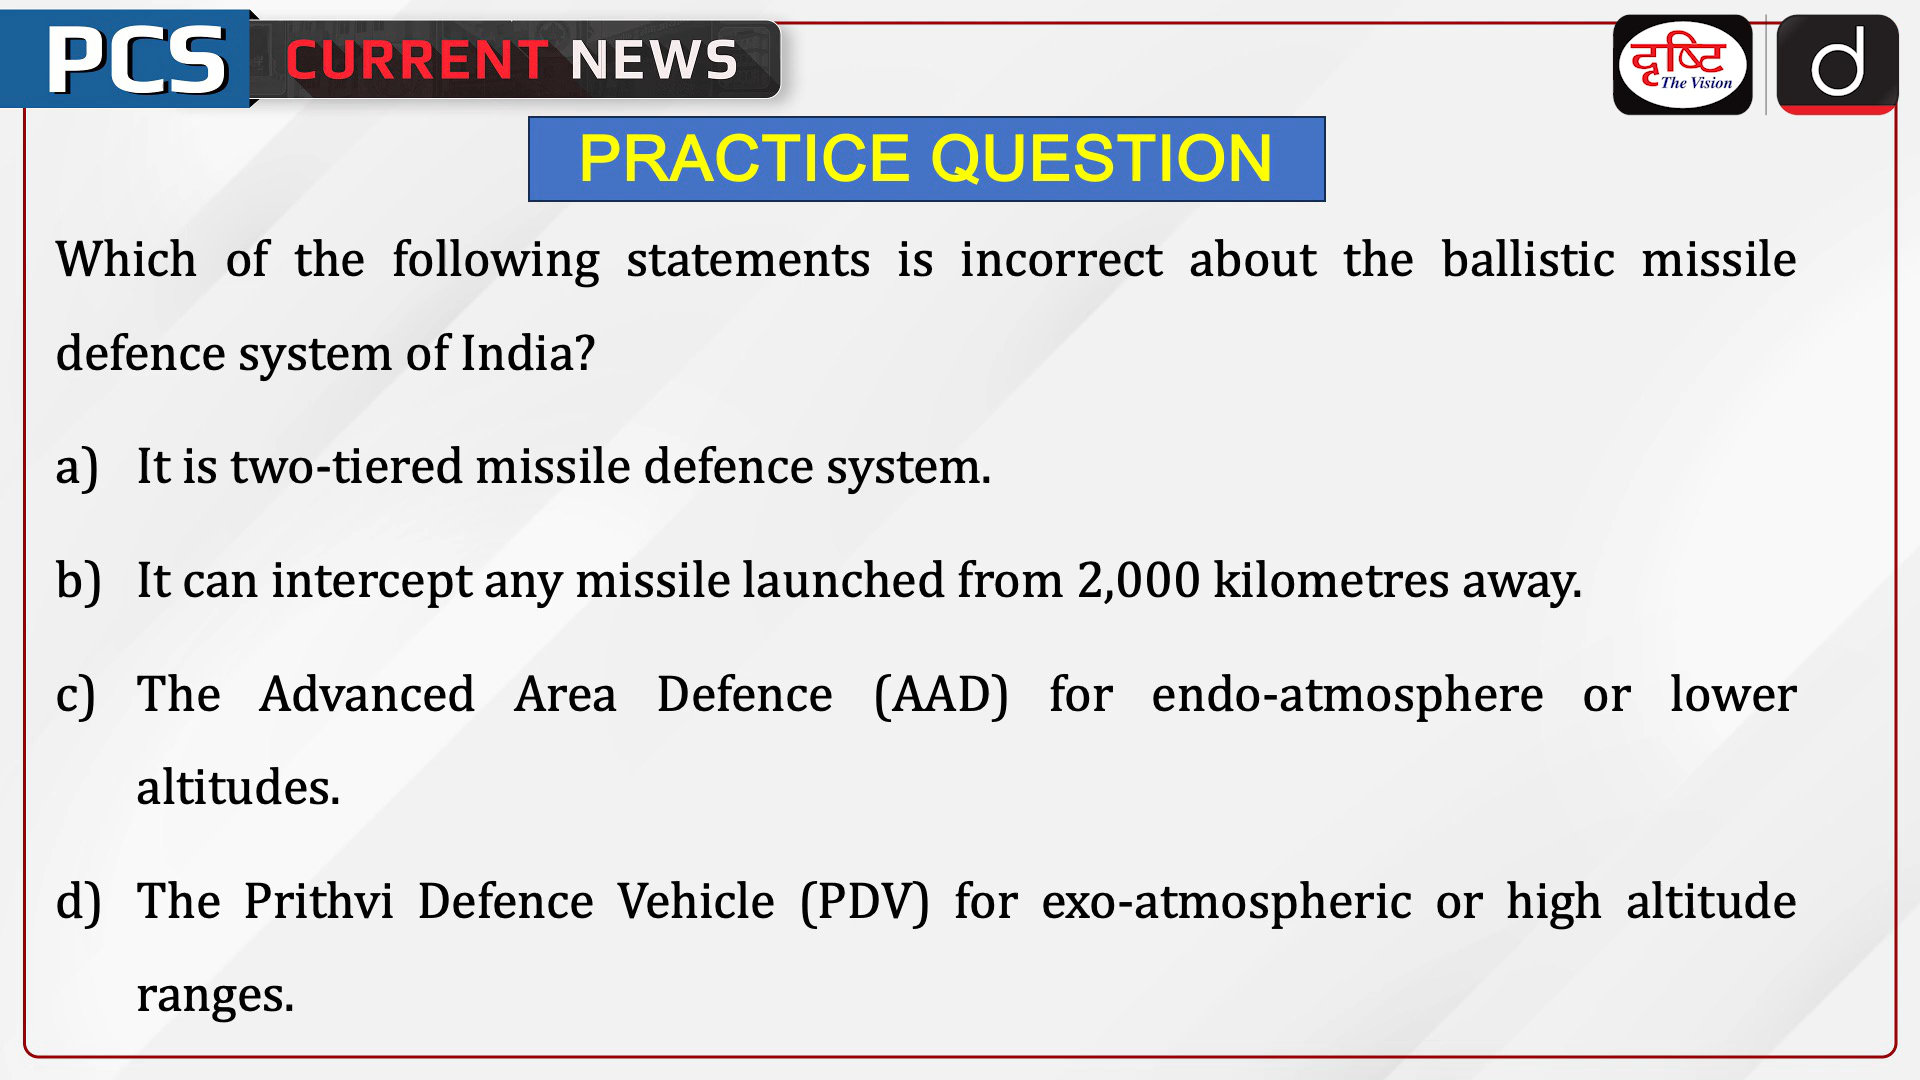 PCS CURRENT NEWS
दृष्टि
The Vision
d
PRACTICE QUESTION
Which of the following statements is incorrect about the ballistic missile
defence system of India?
a) It is two-tiered missile defence system.
b) It can intercept any missile launched from 2,000 kilometres away.
c) The Advanced Area Defence (AAD) for endo-atmosphere or lower
altitudes.
d) The Prithvi Defence Vehicle (PDV) for exo-atmospheric or high altitude
ranges.